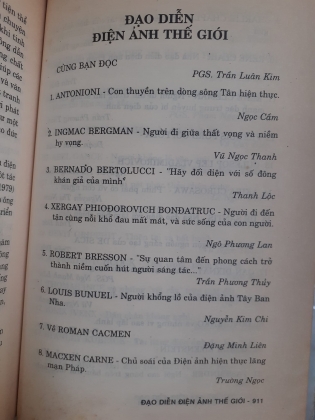 ĐẠO DIỄN
ĐIỆN ẢNH THẾ GIỚI
CÙNG BẠN ĐỌC
PGS. Trần Luân Kim
1. ANTONIONI - Con thuyền trên dòng sông Tân hiện thực.
Ngọc Cầm
2. INGMAC BERGMAN - Người đi giữa thất vọng và niềm
hy vọng.
Vũ Ngọc Thanh
3. BERNADO BERTOLUCCI - "Hãy đối diện với số đông
khán giả của mình"
Thanh Lộc
4. XERGAY PHIOĐOROVICH BONĐATRUC - Người đi đến
tận cùng nỗi khổ đau mất mát, và sức sống của con người.
Ngô Phương Lan
5. ROBERT BRESSON - "Sự quan tâm đến phong cách trở
thành niềm cuốn hút người sáng tác..."
Trần Phương Thủy
6. LOUIS BUNUEL - Người khổng lồ của điện ảnh Tây Ban
Nha.
Nguyễn Kim Chi
7. Về ROMAN CACMEN
Đặng Minh Liên
8. MACXEN CARNE - Chủ soái của Điện ảnh hiện thực lãng
mạn Pháp.
Trường Ngọc
ĐẠO DIỄN ĐIỆN ẢNH THẾ GIỚI - 911